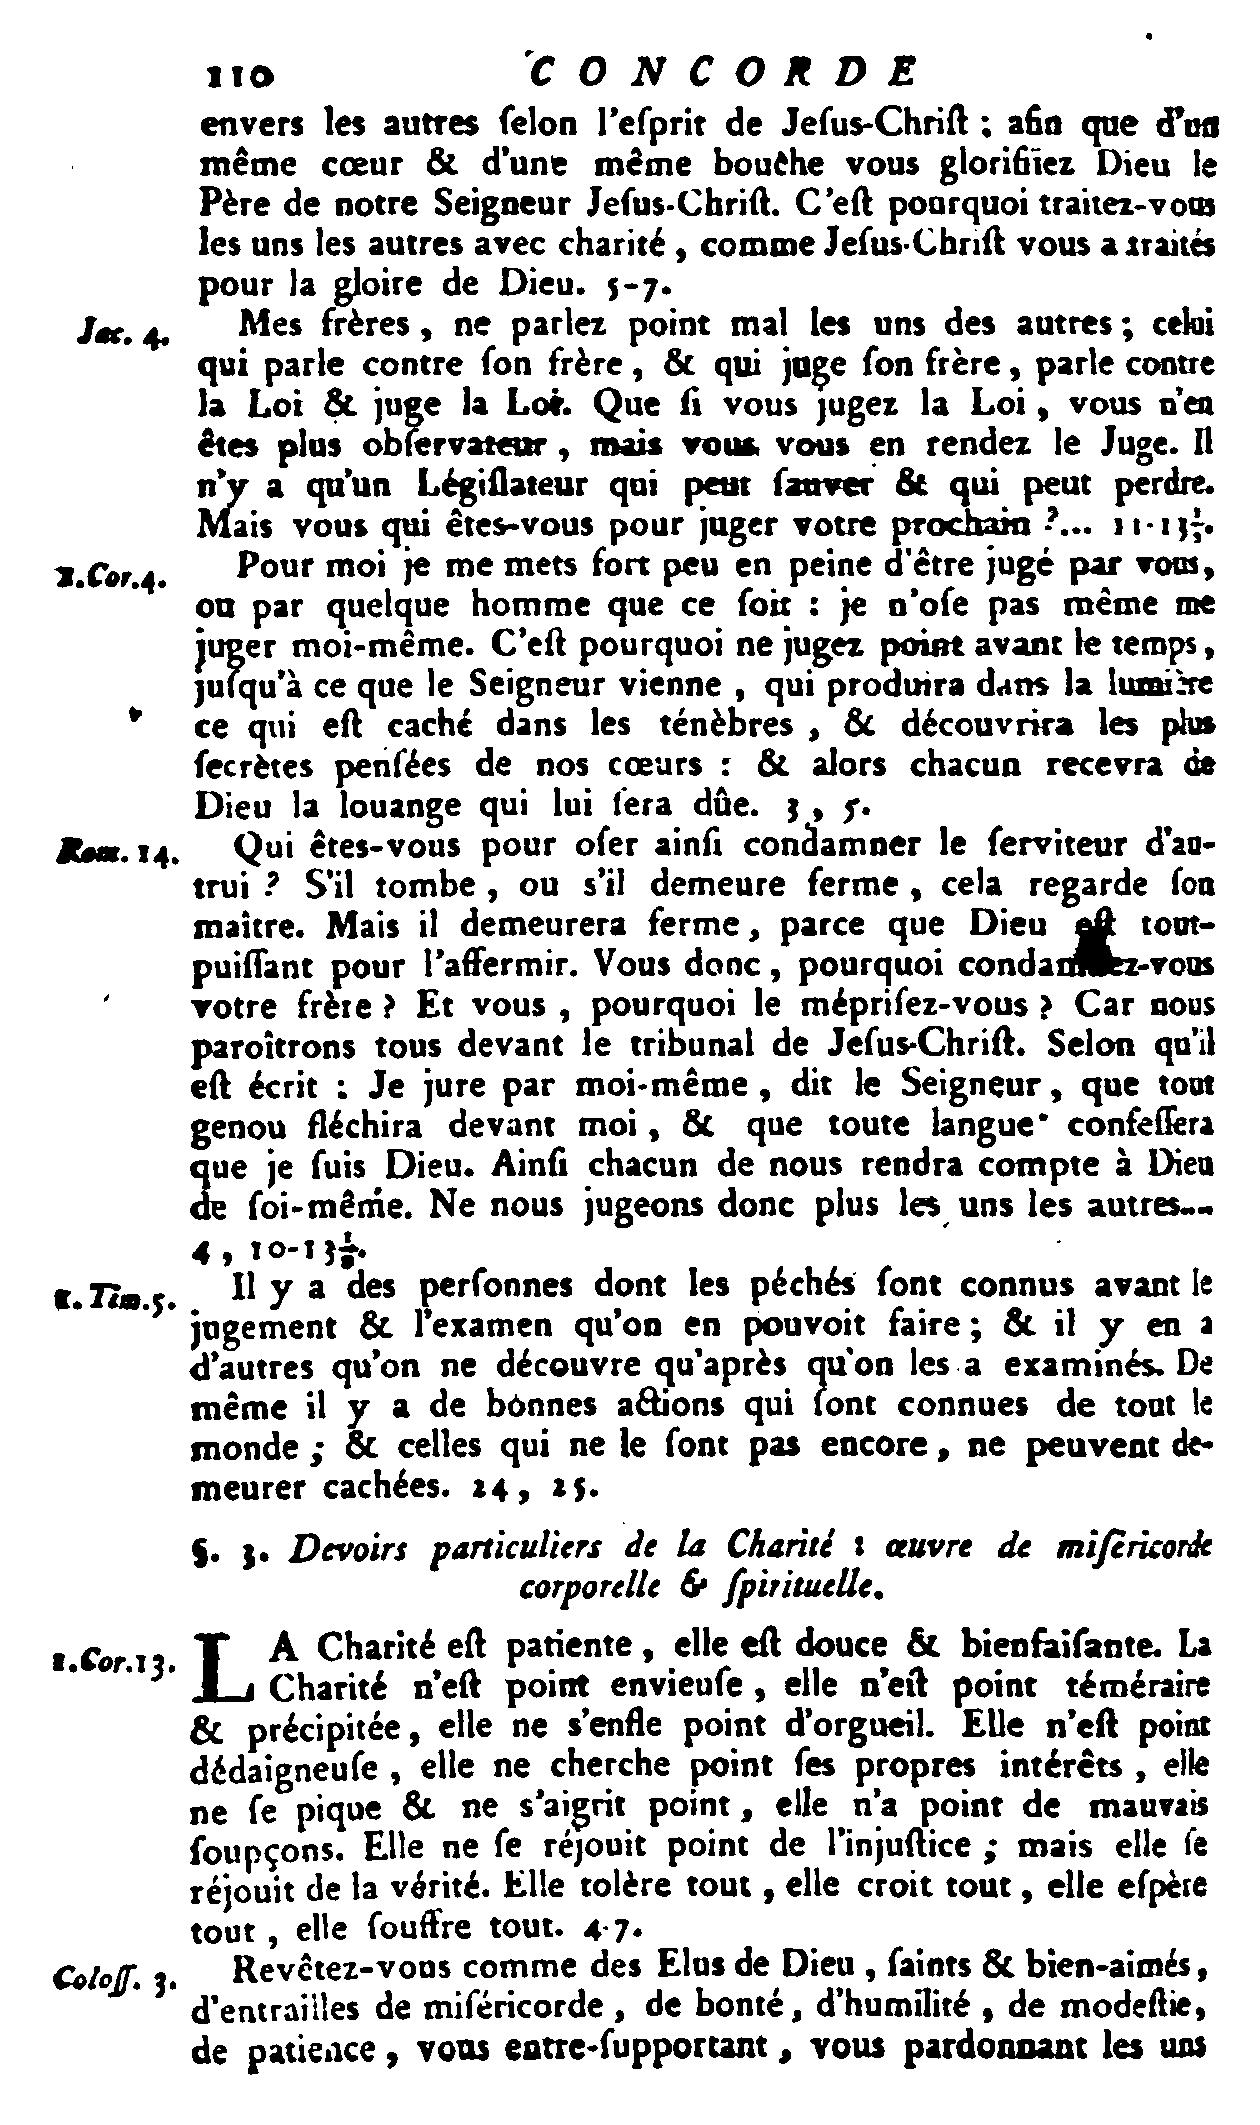 110 CONCORDE
envers les autres ſelon l'eſprit de Jeſus-Chriſt ; afin que d'un
même cœur & d'une même bouche vous glorifiïez Dieu le
Père de notre Seigneur Jeſus-Chriſt. C'eſt pourquoi traitez-vous
les uns les autres avec charité , comme Jeſus-Chriſt vous a traités
pour la gloire de Dieu. 5-7.
Jac. 4. Mes frères , ne parlez point mal les uns des autres ; celui
qui parle contre ſon frère , & qui juge ſon frère , parle contre
la Loi & juge la Loi. Que ſi vous jugez la Loi , vous n'en
êtes plus obſervateur , mais vous vous en rendez le Juge. Il
n'y a qu'un Légiſlateur qui peut ſauver & qui peut perdre.
Mais vous qui êtes-vous pour juger votre prochain ?... 11-13½.
1.Cor.4. Pour moi je me mets fort peu en peine d'être jugé par vous,
ou par quelque homme que ce ſoit : je n'oſe pas même me
juger moi-même. C'eſt pourquoi ne jugez point avant le temps,
juſqu'à ce que le Seigneur vienne , qui produira dans la lumière
ce qui eſt caché dans les ténèbres , & découvrira les plus
ſecrètes penſées de nos cœurs : & alors chacun recevra de
Dieu la louange qui lui ſera dûe. 3 , 5.
Rom. 14. Qui êtes-vous pour oſer ainſi condamner le ſerviteur d'au-
trui ? S'il tombe , ou s'il demeure ferme , cela regarde ſon
maître. Mais il demeurera ferme , parce que Dieu eſt tout-
puiſſant pour l'affermir. Vous donc , pourquoi condamnez-vous
votre frère ? Et vous , pourquoi le mépriſez-vous ? Car nous
paroîtrons tous devant le tribunal de Jeſus-Chriſt. Selon qu'il
eſt écrit : Je jure par moi-même , dit le Seigneur , que tout
genou fléchira devant moi , & que toute langue confeſſera
que je ſuis Dieu. Ainſi chacun de nous rendra compte à Dieu
de ſoi-même. Ne nous jugeons donc plus les uns les autres...
4 , 10-13½.
1. Tim.5. Il y a des perſonnes dont les péchés ſont connus avant le
jugement & l'examen qu'on en pouvoit faire ; & il y en a
d'autres qu'on ne découvre qu'après qu'on les a examinés. De
même il y a de bonnes actions qui ſont connues de tout le
monde ; & celles qui ne le ſont pas encore , ne peuvent de-
meurer cachées. 24 , 25.
§. 3. Devoirs particuliers de la Charité : œuvre de miſéricorde
corporelle & ſpirituelle.
1.Cor.13. LA Charité eſt patiente , elle eſt douce & bienfaiſante. La
Charité n'eſt point envieuſe , elle n'eſt point téméraire
& précipitée , elle ne s'enfle point d'orgueil. Elle n'eſt point
dédaigneuſe , elle ne cherche point ſes propres intérêts , elle
ne ſe pique & ne s'aigrit point , elle n'a point de mauvais
ſoupçons. Elle ne ſe réjouit point de l'injuſtice ; mais elle ſe
réjouit de la vérité. Elle tolère tout , elle croit tout , elle eſpère
tout , elle ſouffre tout. 4-7.
Coloſſ. 3. Revêtez-vous comme des Elus de Dieu , ſaints & bien-aimés,
d'entrailles de miſéricorde , de bonté , d'humilité , de modeſtie,
de patience , vous entre-ſupportant , vous pardonnant les uns